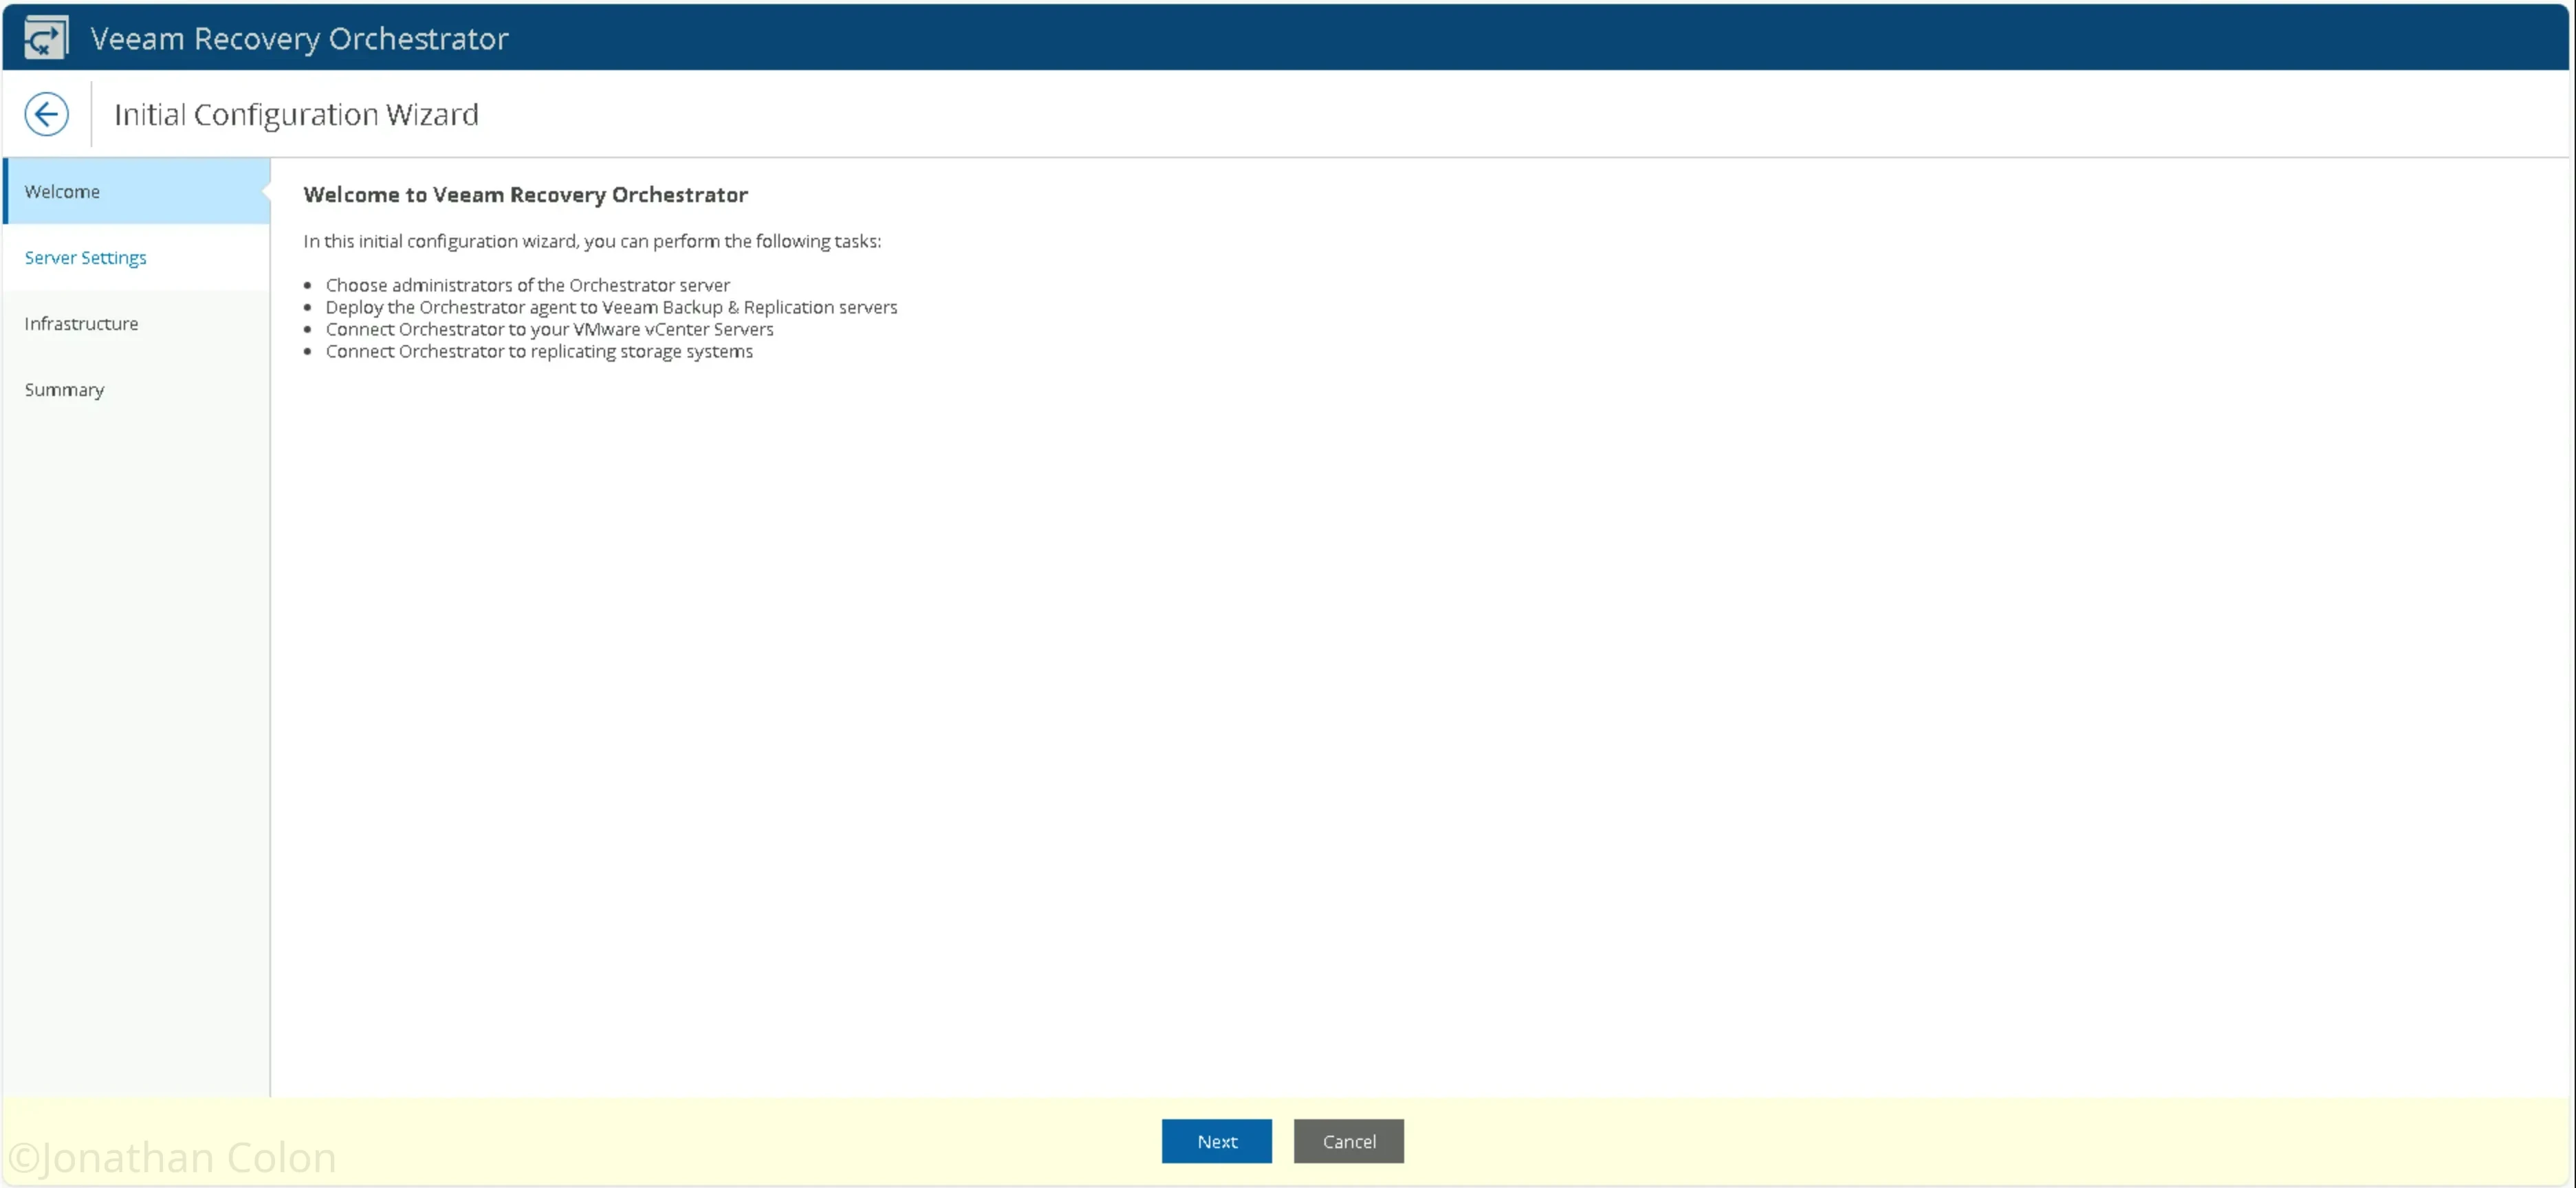 Veeam Recovery Orchestrator
Initial Configuration Wizard
Welcome
Server Settings
Infrastructure
Summary
Welcome to Veeam Recovery Orchestrator
In this initial configuration wizard, you can perform the following tasks:
Choose administrators of the Orchestrator server
Deploy the Orchestrator agent to Veeam Backup & Replication servers
Connect Orchestrator to your VMware vCenter Servers
Connect Orchestrator to replicating storage systems
Next
Cancel
©Jonathan Colon